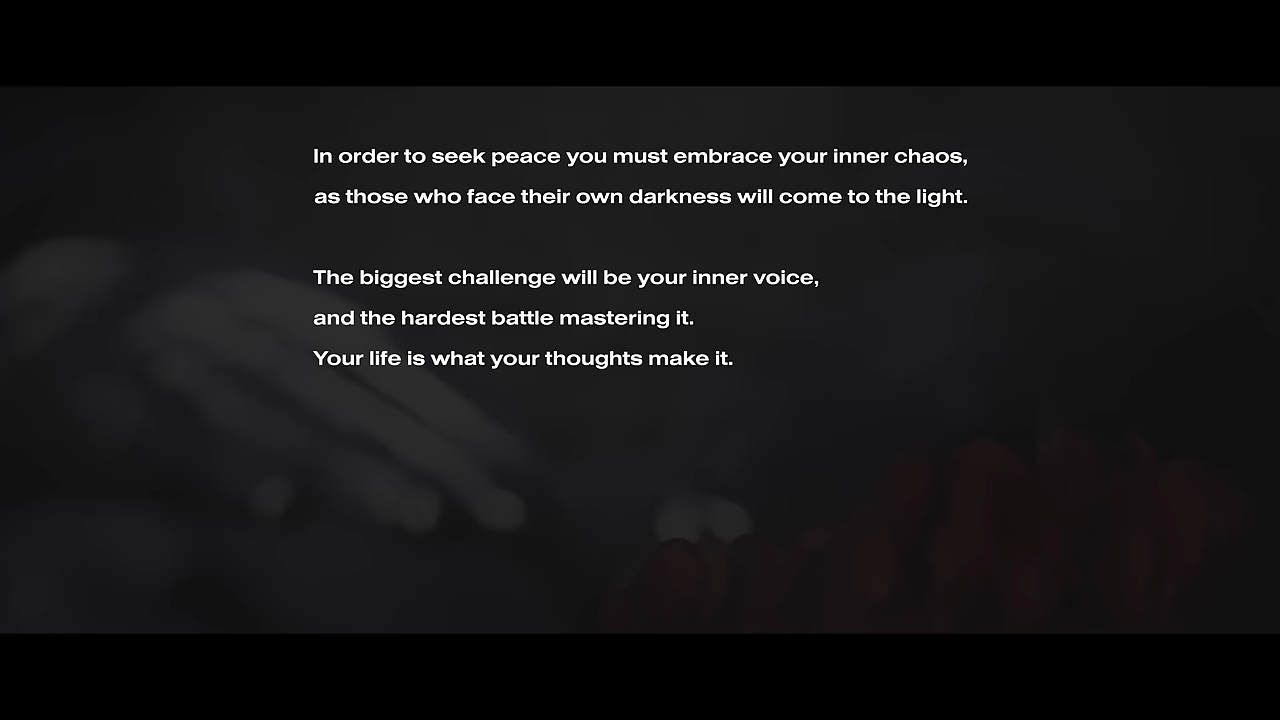 In order to seek peace you must embrace your inner chaos,
as those who face their own darkness will come to the light.
The biggest challenge will be your inner voice,
and the hardest battle mastering it.
Your life is what your thoughts make it.